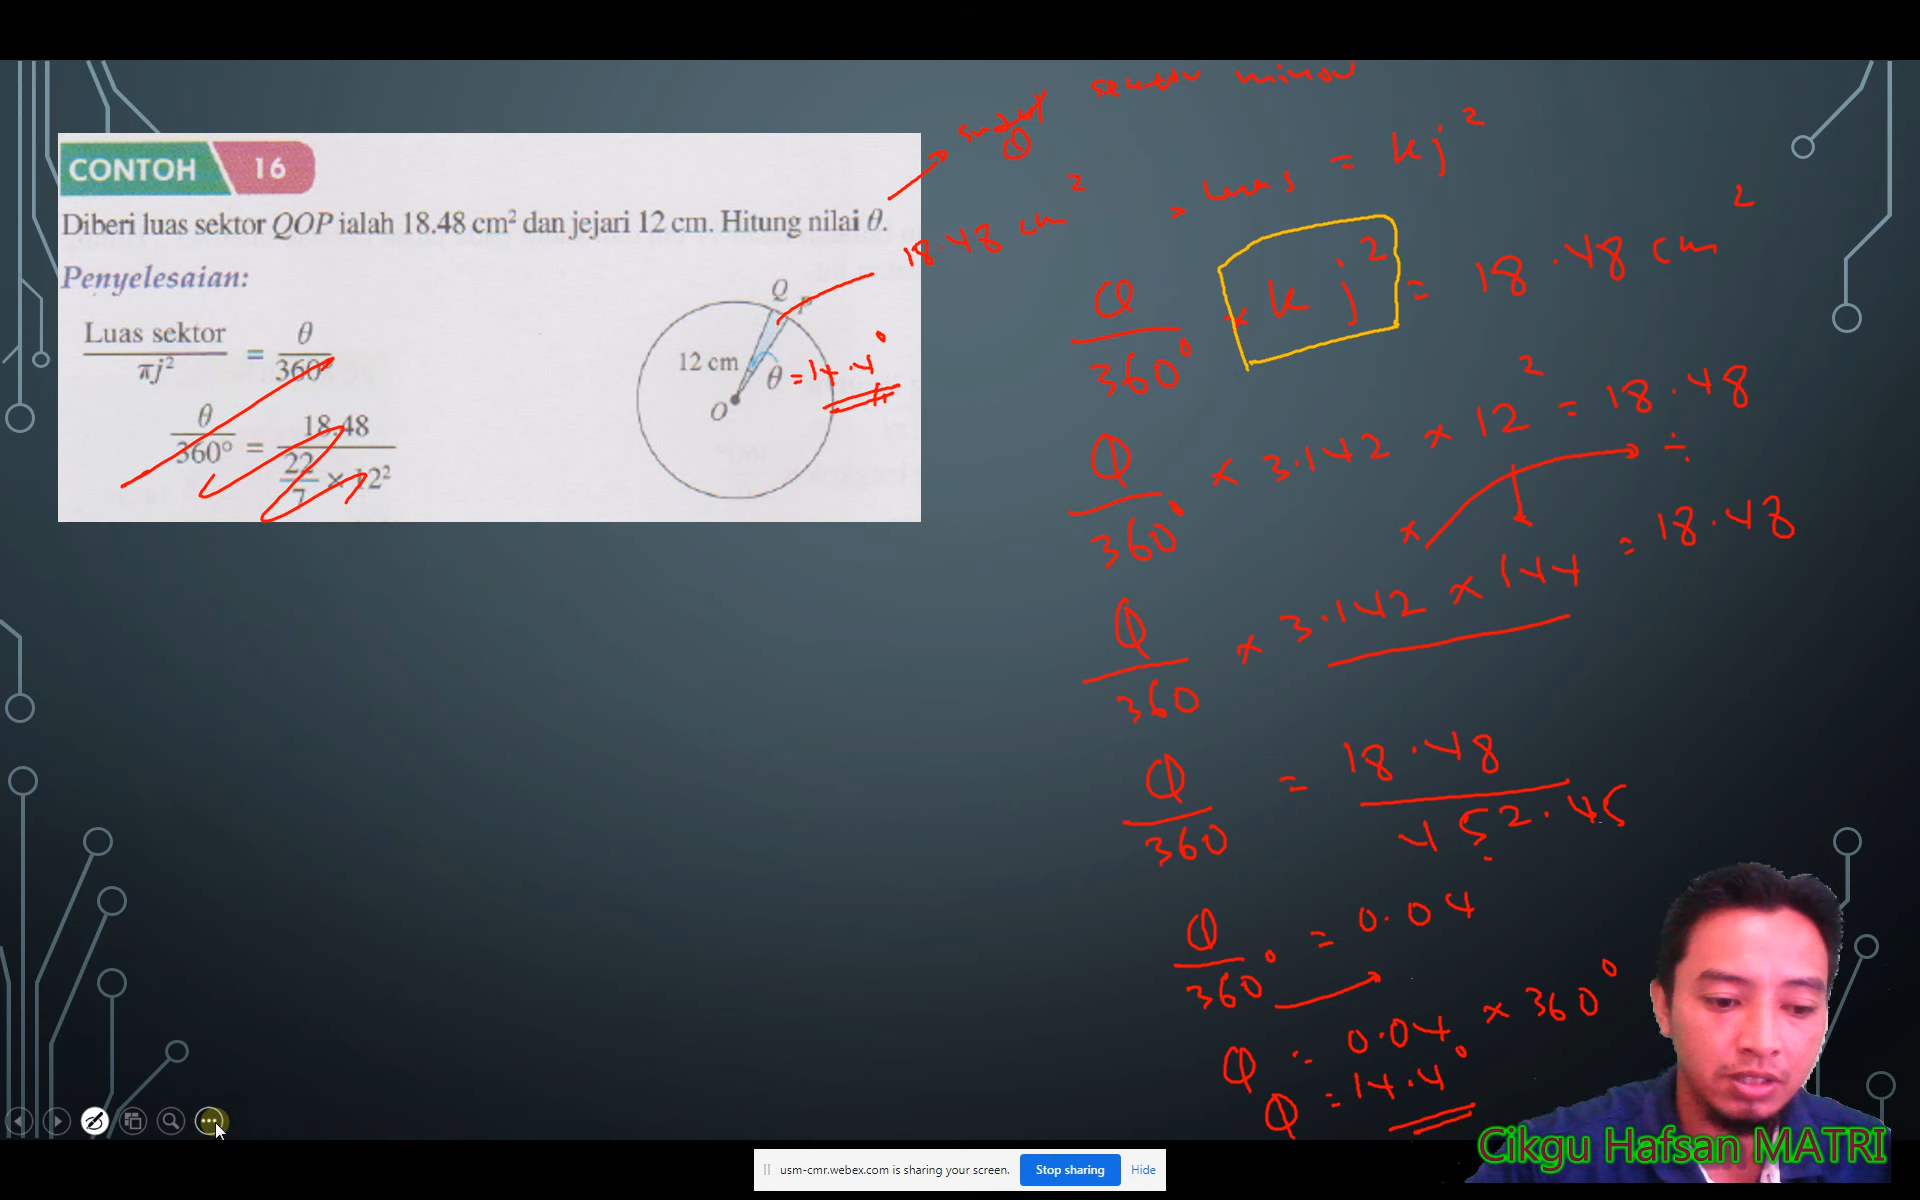 CONTOH 16
Diberi luas sektor QOP ialah 18.48 cm² dan jejari 12 cm. Hitung nilai θ.
Penyelesaian:
Luas sektor / πj² = θ / 360°
θ / 360° = 18.48 / (22/7 × 12²)
Q
P
12 cm
θ = 14.4°
O
sudut
sektor minor
18.48 cm²
Luas = πj²
θ / 360° × πj² = 18.48 cm²
θ / 360° × 3.142 × 12² = 18.48
× ÷
θ / 360 × 3.142 × 144 = 18.48
θ / 360 = 18.48 / 452.45
θ / 360° = 0.04
θ = 0.04 × 360°
θ = 14.4°
Cikgu Hafsan MATRI
usm-cmr.webex.com is sharing your screen. Stop sharing Hide